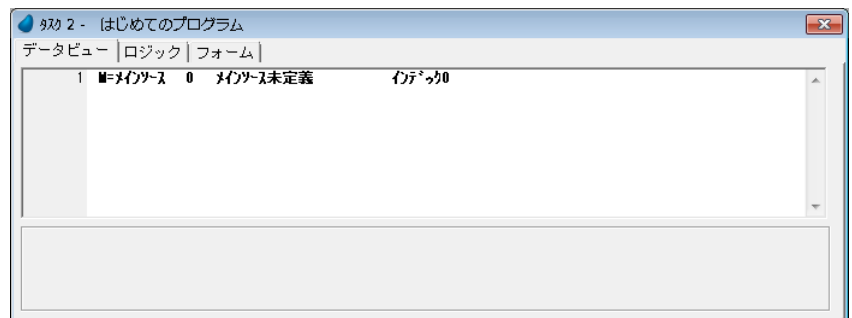 ﾀｽｸ 2 - はじめてのプログラム
データビュー ロジック フォーム
1 M=ﾒｲﾝｿｰｽ 0 ﾒｲﾝｿｰｽ未定義 ｲﾝﾃﾞｯｸ0